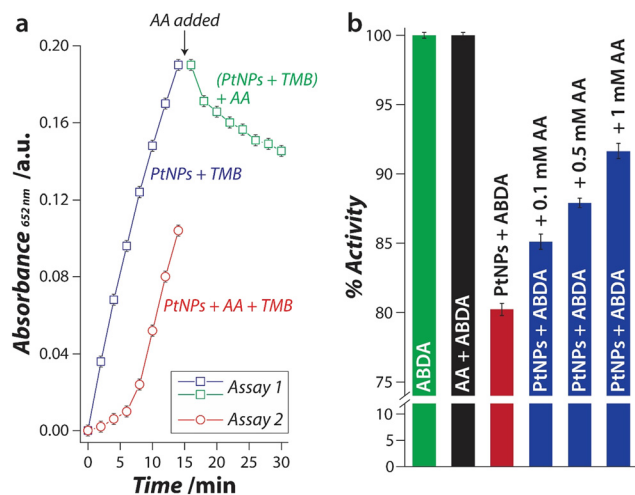 a
AA added
0.20
0.16
0.12
0.08
0.04
0.00
Absorbance 652 nm /a.u.
(PtNPs + TMB)
+ AA
PtNPs + TMB
PtNPs + AA + TMB
Assay 1
Assay 2
0 5 10 15 20 25 30
Time /min
b
100
95
90
85
80
75
10
5
0
% Activity
ABDA
AA + ABDA
PtNPs + ABDA
PtNPs + ABDA + 0.1 mM AA
PtNPs + ABDA + 0.5 mM AA
PtNPs + ABDA + 1 mM AA